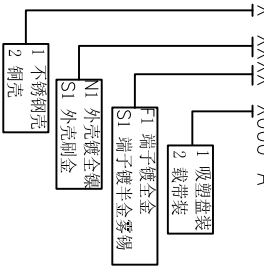 X XXXX X000 A
1 吸塑盘装
2 载带装
F1 端子镀全金
S1 端子镀半金雾锡
N1 外壳镀全镍
S1 外壳刷金
1 不锈钢壳
2 铜壳